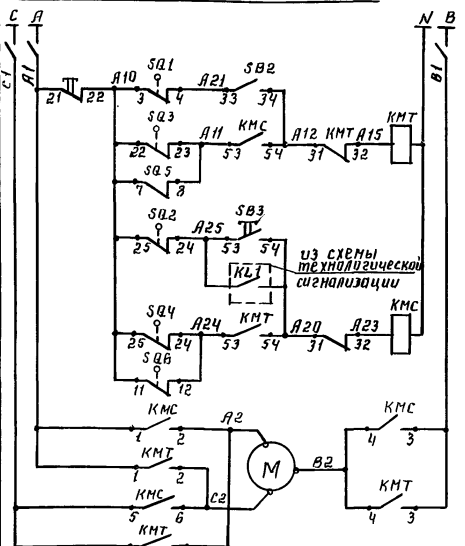 C A N B
C1 A1 B1
21 22 A10 3 SQ1 4 A21 33 SB2 34
SQ3 22 23 A11 KMC 53 54 A12 KMT 31 32 A15 KMT
SQ5 7 8
SQ2 25 24 A25 SB3 53 54
KL1
ИЗ СХЕМЫ
ТЕХНОЛОГИЧЕСКОЙ
СИГНАЛИЗАЦИИ
SQ4 25 24 A24 KMT 53 54 A20 31 32 A23 KMC
SQ6 11 12
KMC 1 2 A2 KMC 4 3
KMT 1 2 M B2
KMC 5 6 C2 KMT 4 3
KMT